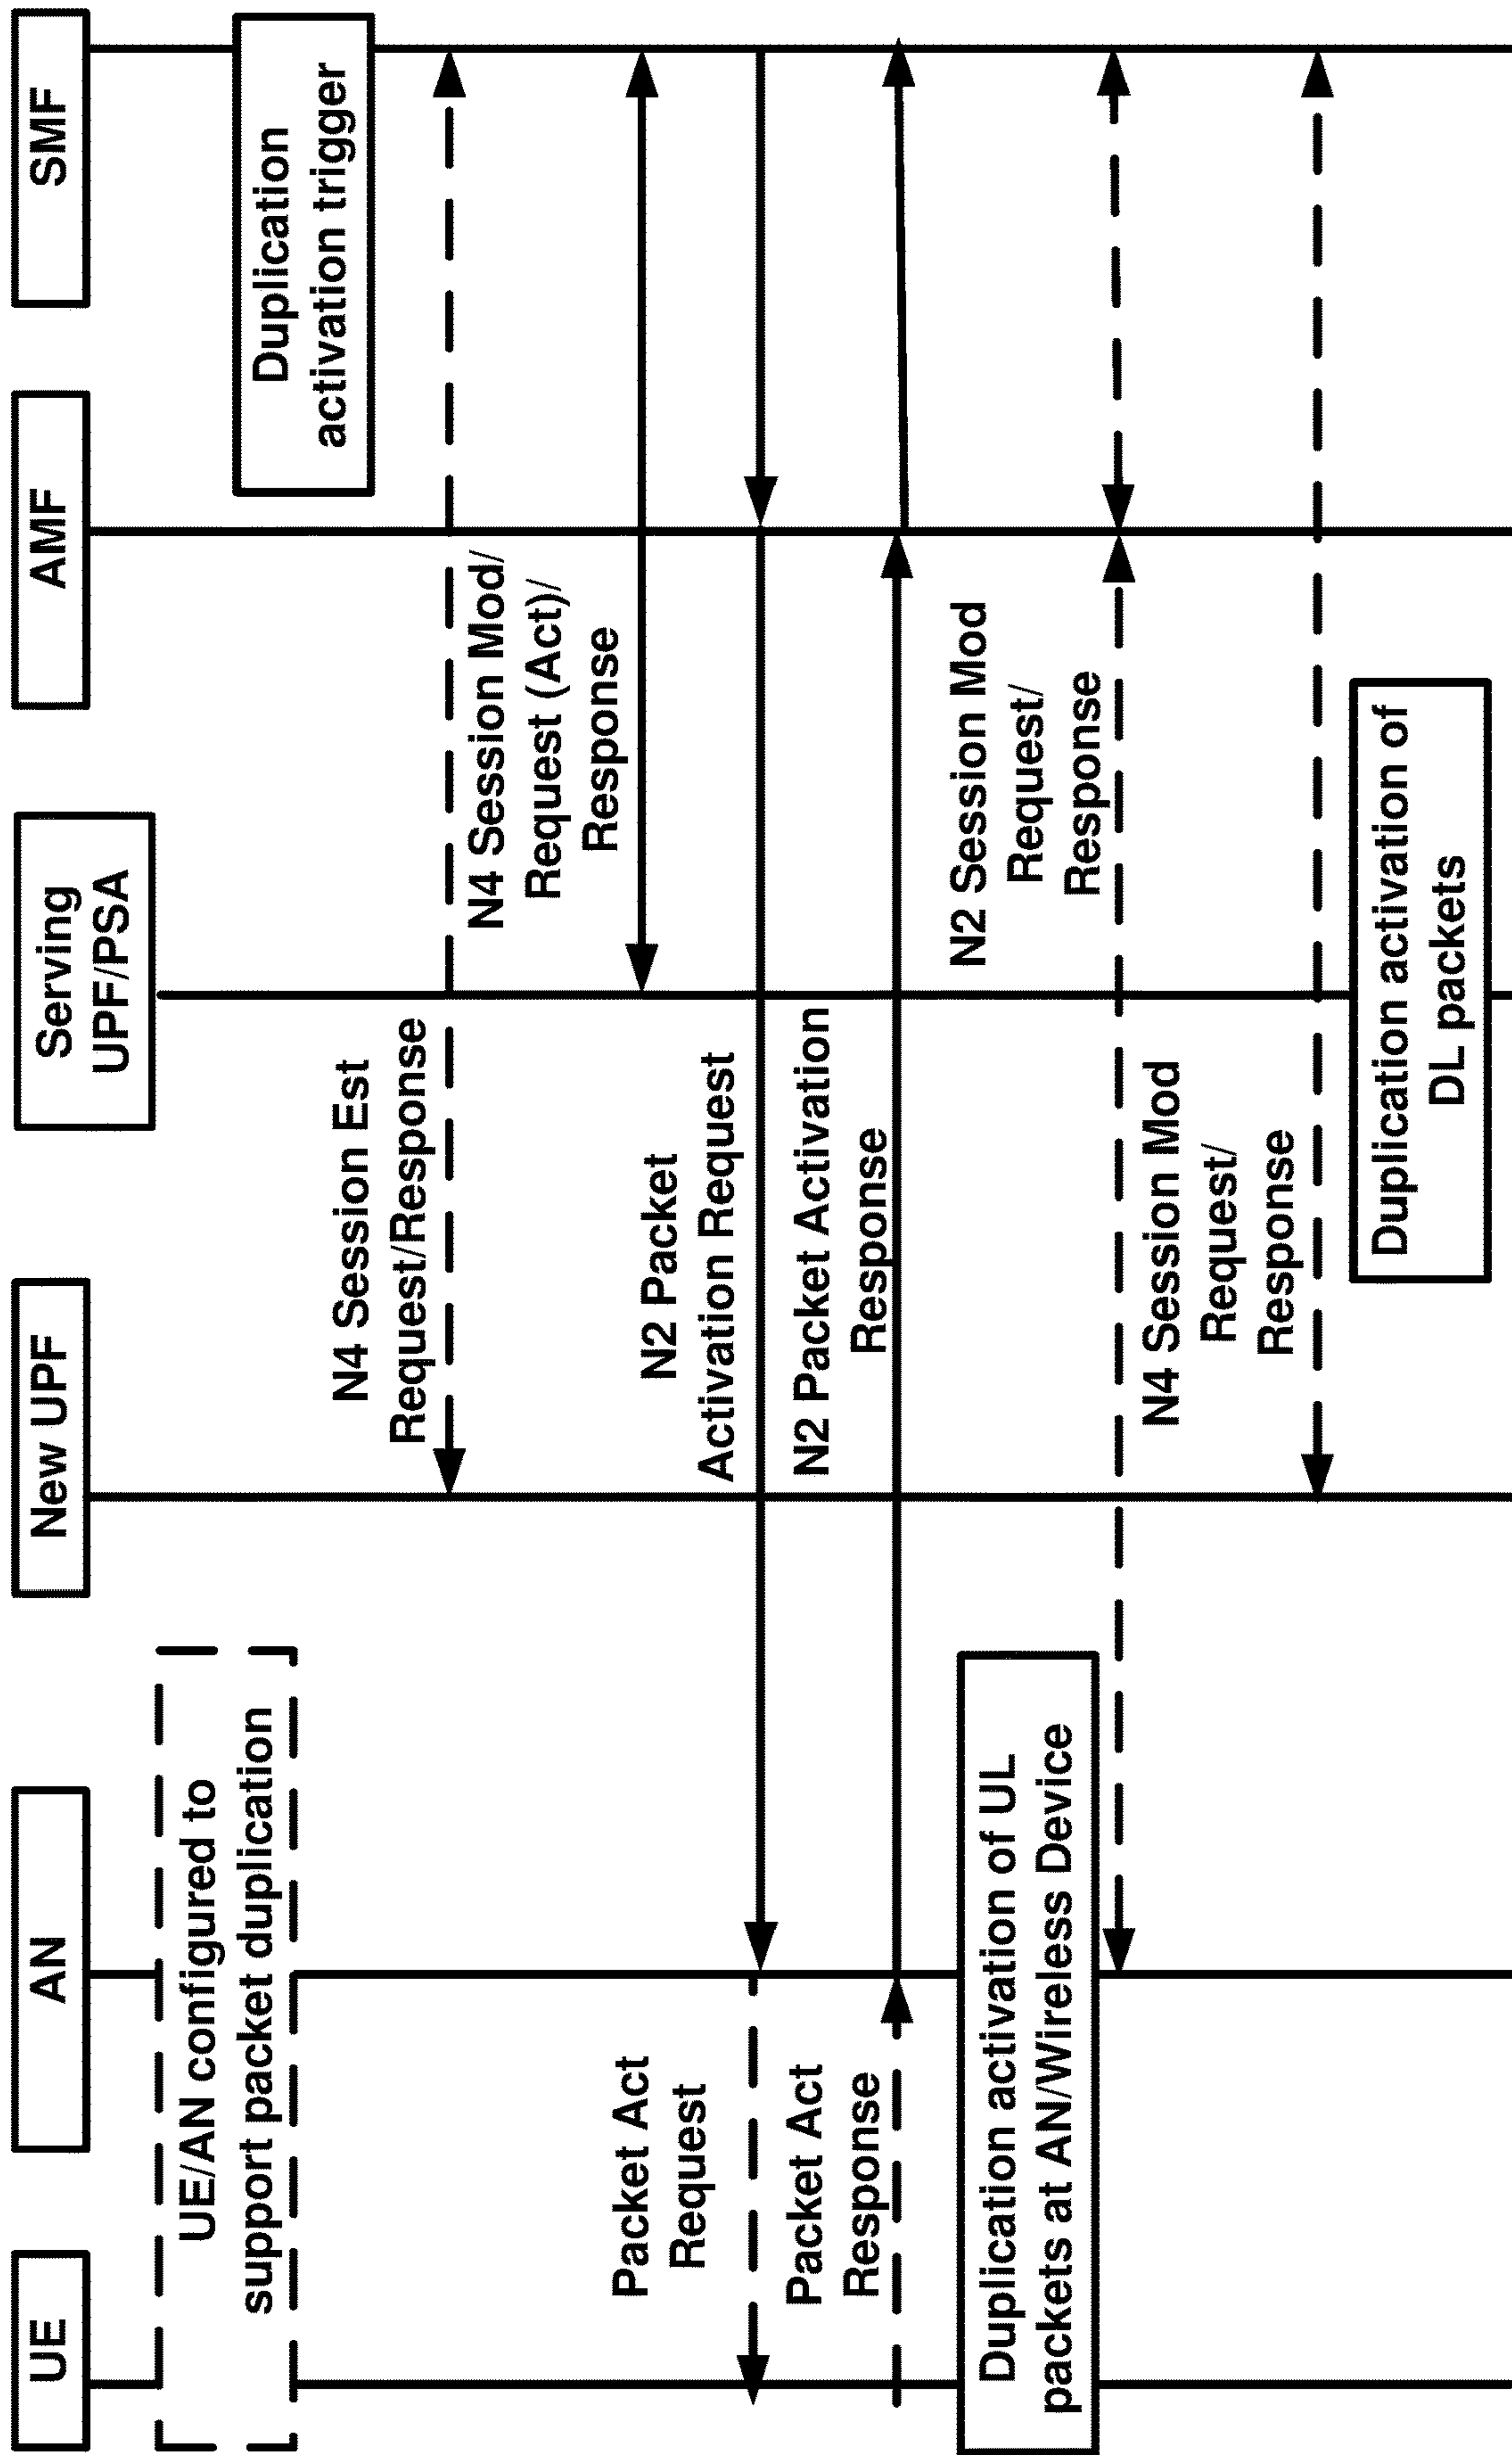 UE
AN
New UPF
Serving
UPF/PSA
AMF
SMF
UE/AN configured to
support packet duplication
Duplication
activation trigger
N4 Session Est
Request/Response
N4 Session Mod/
Request (Act)/
Response
N2 Packet
Activation Request
Packet Act
Request
N2 Packet Activation
Response
Packet Act
Response
Duplication activation of UL
packets at AN/Wireless Device
N2 Session Mod
Request/
Response
N4 Session Mod
Request/
Response
Duplication activation of
DL packets